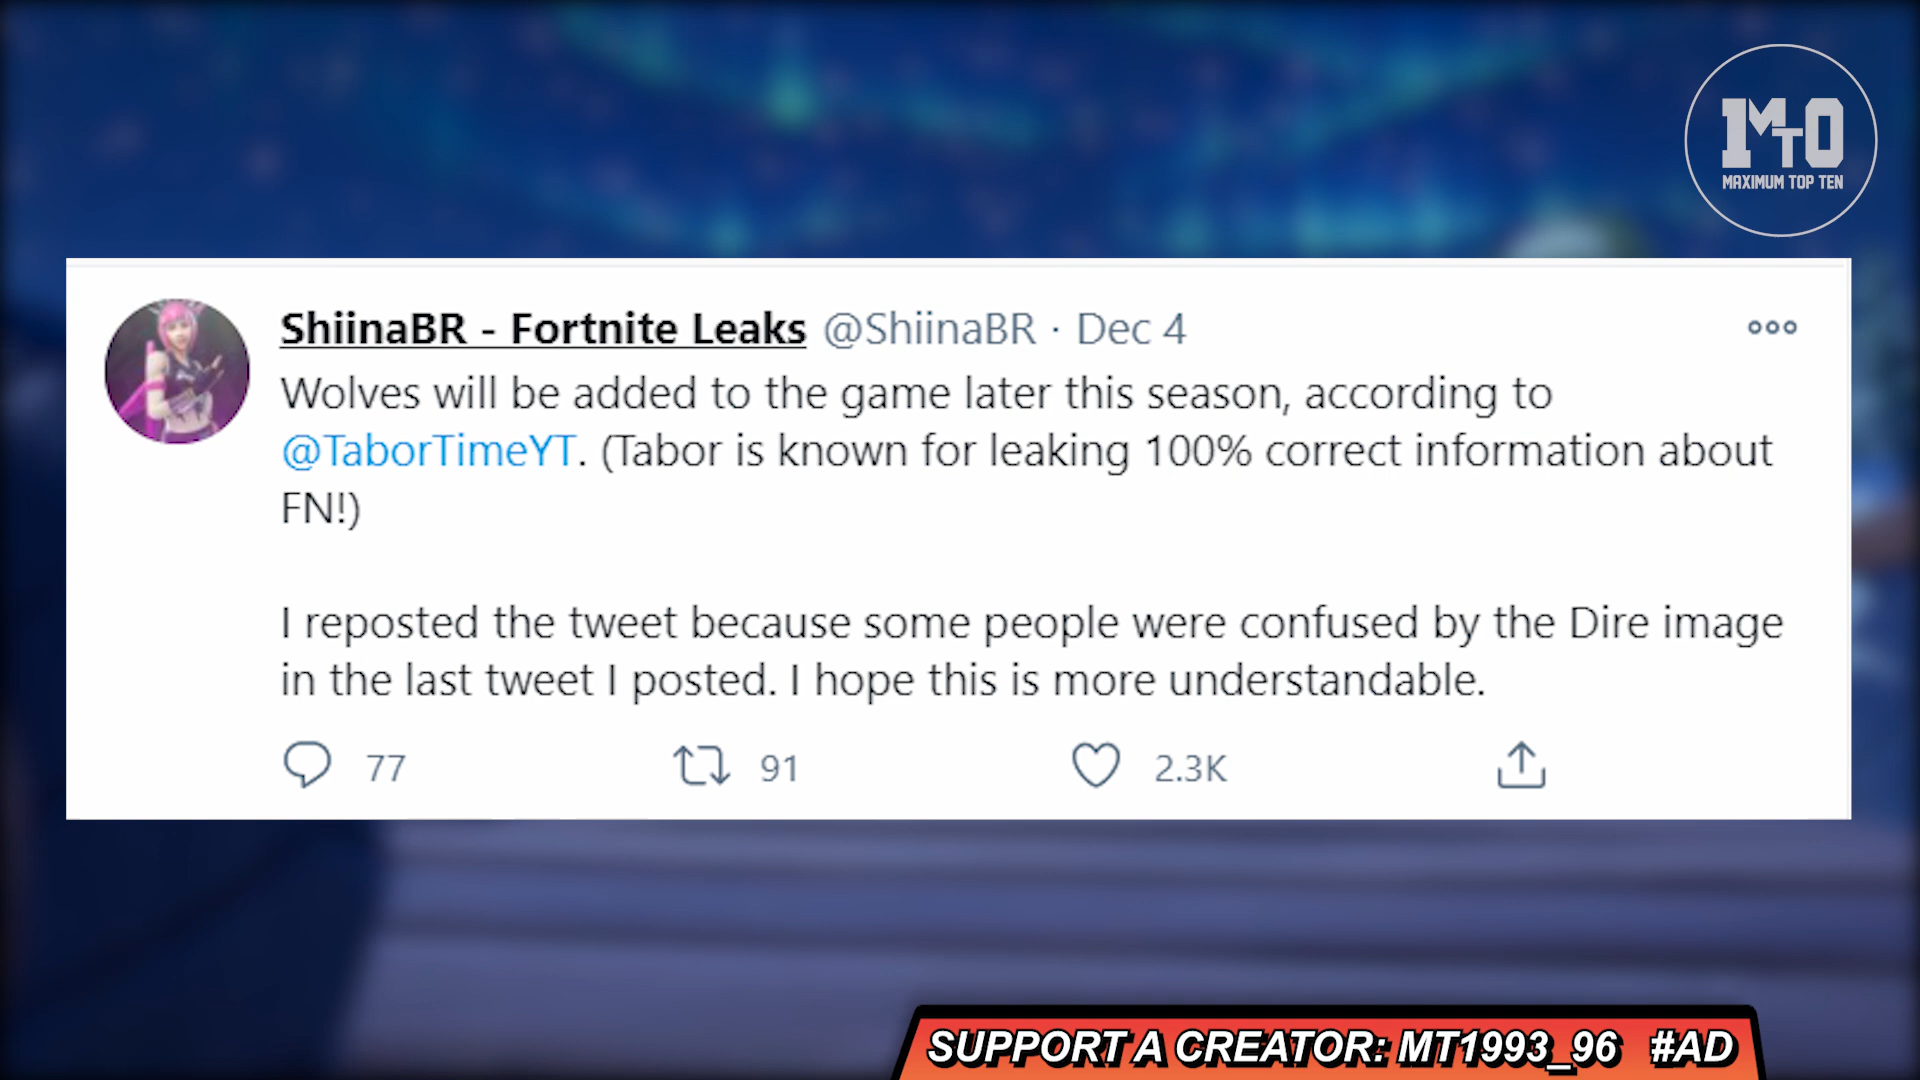 1MTO
MAXIMUM TOP TEN
ShiinaBR - Fortnite Leaks @ShiinaBR · Dec 4
Wolves will be added to the game later this season, according to
@TaborTimeYT. (Tabor is known for leaking 100% correct information about
FN!)
I reposted the tweet because some people were confused by the Dire image
in the last tweet I posted. I hope this is more understandable.
77 91 2.3K
SUPPORT A CREATOR: MT1993_96 #AD